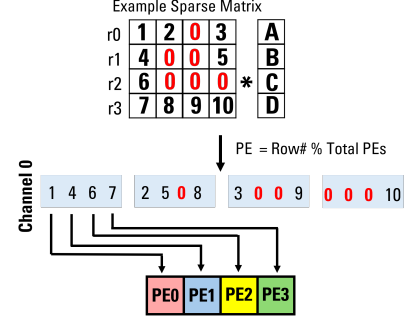 Example Sparse Matrix
r0 1 2 0 3 A
r1 4 0 0 5 B
r2 6 0 0 0 * C
r3 7 8 9 10 D
PE = Row# % Total PEs
Channel 0
1 4 6 7 2 5 0 8 3 0 0 9 0 0 0 10
PE0 PE1 PE2 PE3